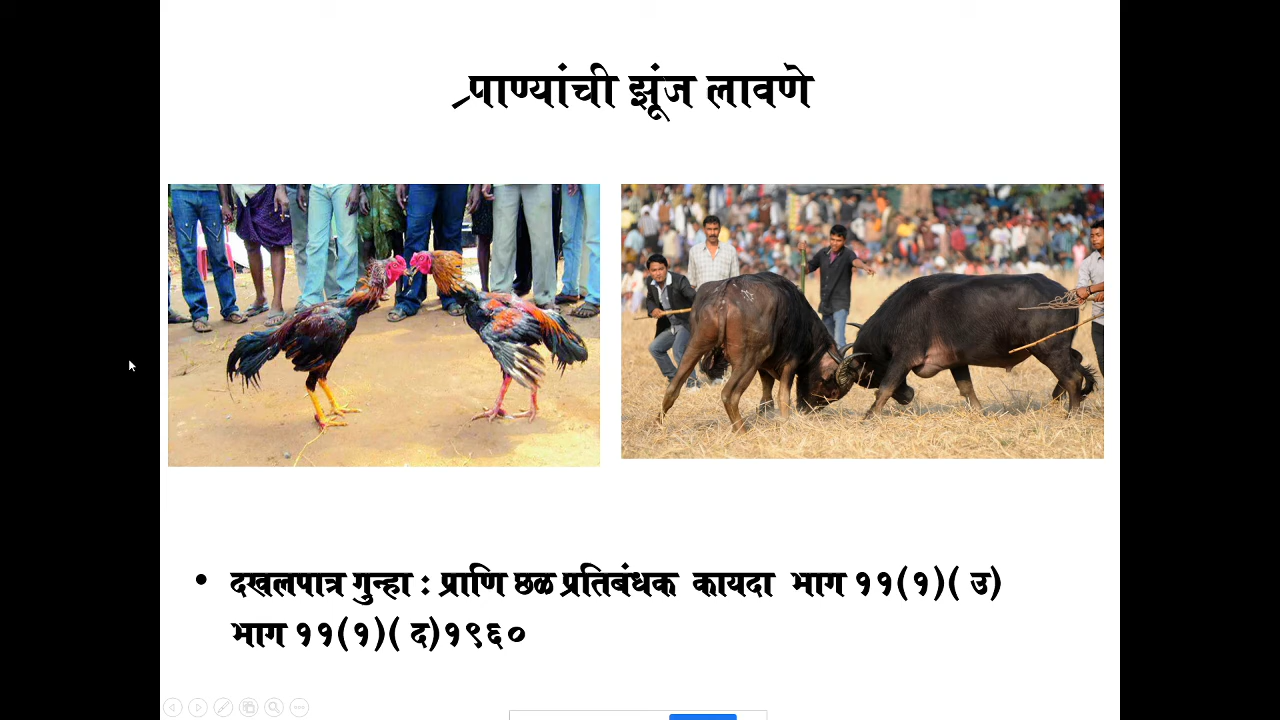 प्राण्यांची झूंज लावणे
• दखलपात्र गुन्हा : प्राणि छळ प्रतिबंधक कायदा भाग ११(१)( उ)
भाग ११(१)( द)१९६०